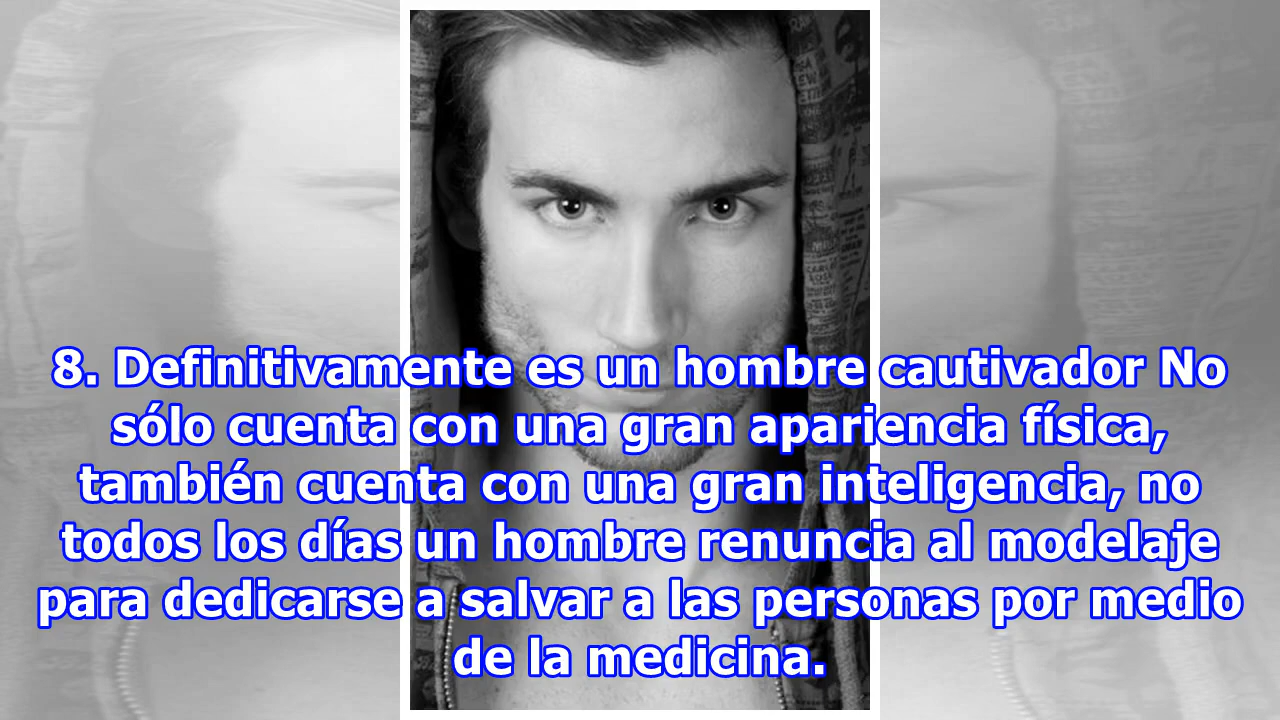 8. Definitivamente es un hombre cautivador No
sólo cuenta con una gran apariencia física,
también cuenta con una gran inteligencia, no
todos los días un hombre renuncia al modelaje
para dedicarse a salvar a las personas por medio
de la medicina.